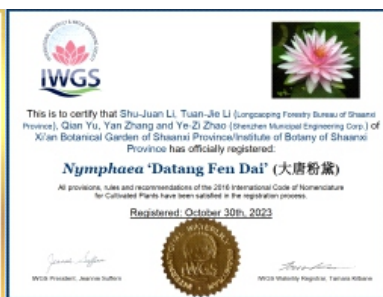 IWGS
This is to certify that Shu-Juan Li, Tuan-Jie Li (Longcaoping Forestry Bureau of Shaanxi
Province), Qian Yu, Yan Zhang and Ye-Zi Zhao (Shenzhen Municipal Engineering Corp.) of
Xi'an Botanical Garden of Shaanxi Province/Institute of Botany of Shaanxi
Province has officially registered:
Nymphaea 'Datang Fen Dai' (大唐粉黛)
All provisions, rules and recommendations of the 2016 International Code of Nomenclature
for Cultivated Plants have been satisfied in the registration process.
Registered: October 30th, 2023
IWGS
IWGS President, Jeannie Suffern
IWGS Waterlily Registrar, Tamara Kilbane